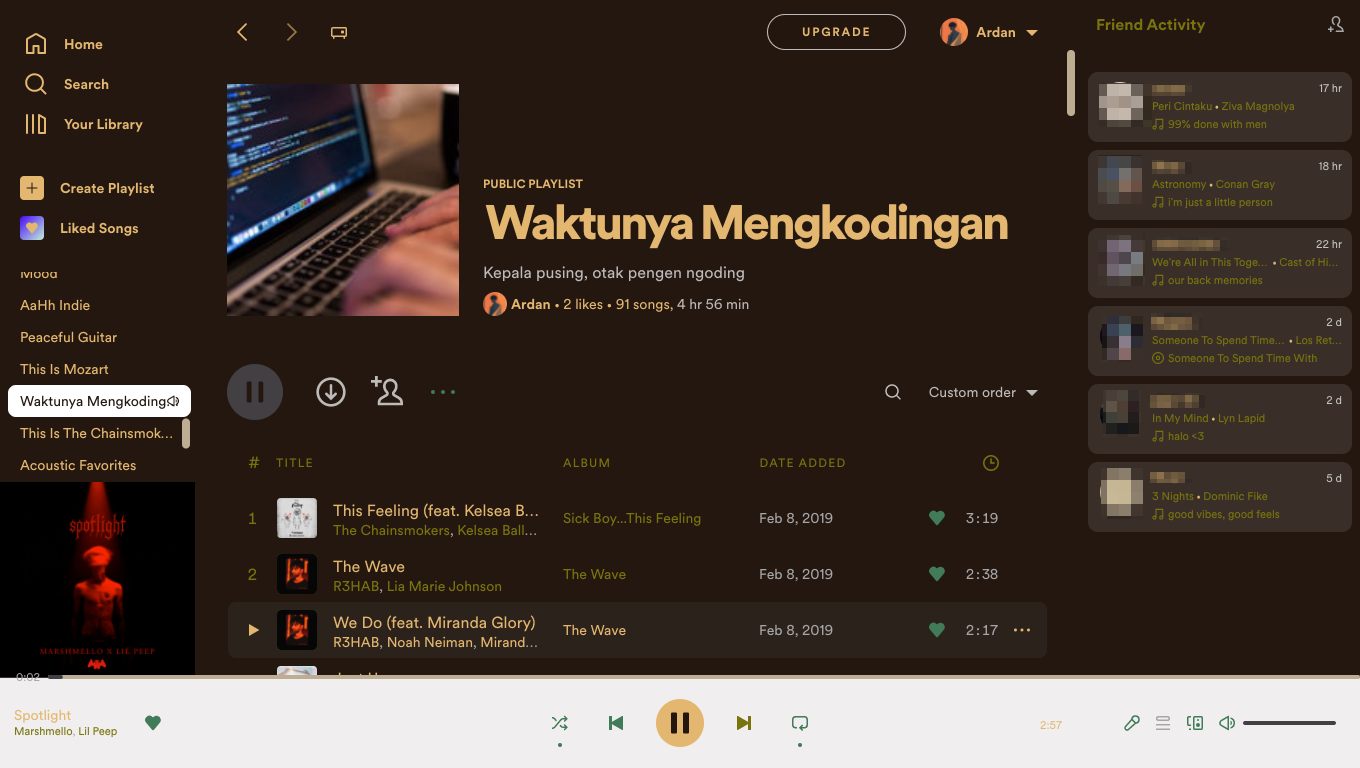 Home
Search
Your Library
Create Playlist
Liked Songs
Mood
AaHh Indie
Peaceful Guitar
This Is Mozart
Waktunya Mengkoding
This Is The Chainsmok...
Acoustic Favorites
spotlight
MARSHMELLO X LIL PEEP
UPGRADE
Ardan
PUBLIC PLAYLIST
Waktunya Mengkodingan
Kepala pusing, otak pengen ngoding
Ardan • 2 likes • 91 songs, 4 hr 56 min
Custom order
# TITLE ALBUM DATE ADDED
1 This Feeling (feat. Kelsea B... Sick Boy...This Feeling Feb 8, 2019 3:19
The Chainsmokers, Kelsea Ball...
2 The Wave The Wave Feb 8, 2019 2:38
R3HAB, Lia Marie Johnson
We Do (feat. Miranda Glory) The Wave Feb 8, 2019 2:17
R3HAB, Noah Neiman, Mirand...
Friend Activity
17 hr
Peri Cintaku • Ziva Magnolya
99% done with men
18 hr
Astronomy • Conan Gray
i'm just a little person
22 hr
We're All in This Toge... • Cast of Hi...
our back memories
2 d
Someone To Spend Time... • Los Ret...
Someone To Spend Time With
2 d
In My Mind • Lyn Lapid
halo <3
5 d
3 Nights • Dominic Fike
good vibes, good feels
0:02
Spotlight
Marshmello, Lil Peep
2:57